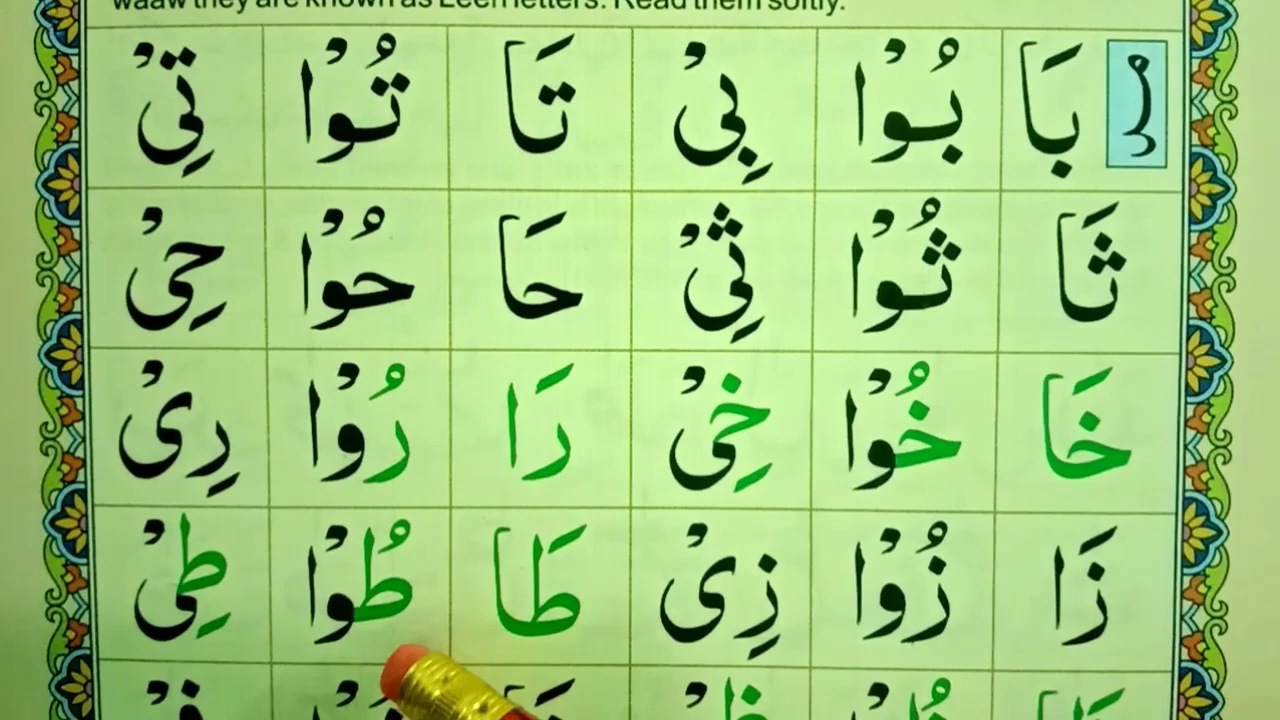 waaw they are known as Leen letters. Read them softly.
بَا بُوْا بِىْ تَا تُوْا تِىْ
ثَا ثُوْا ثِىْ حَا حُوْا حِىْ
خَا خُوْا خِىْ رَا رُوْا رِىْ
زَا زُوْا زِىْ طَا طُوْا طِىْ